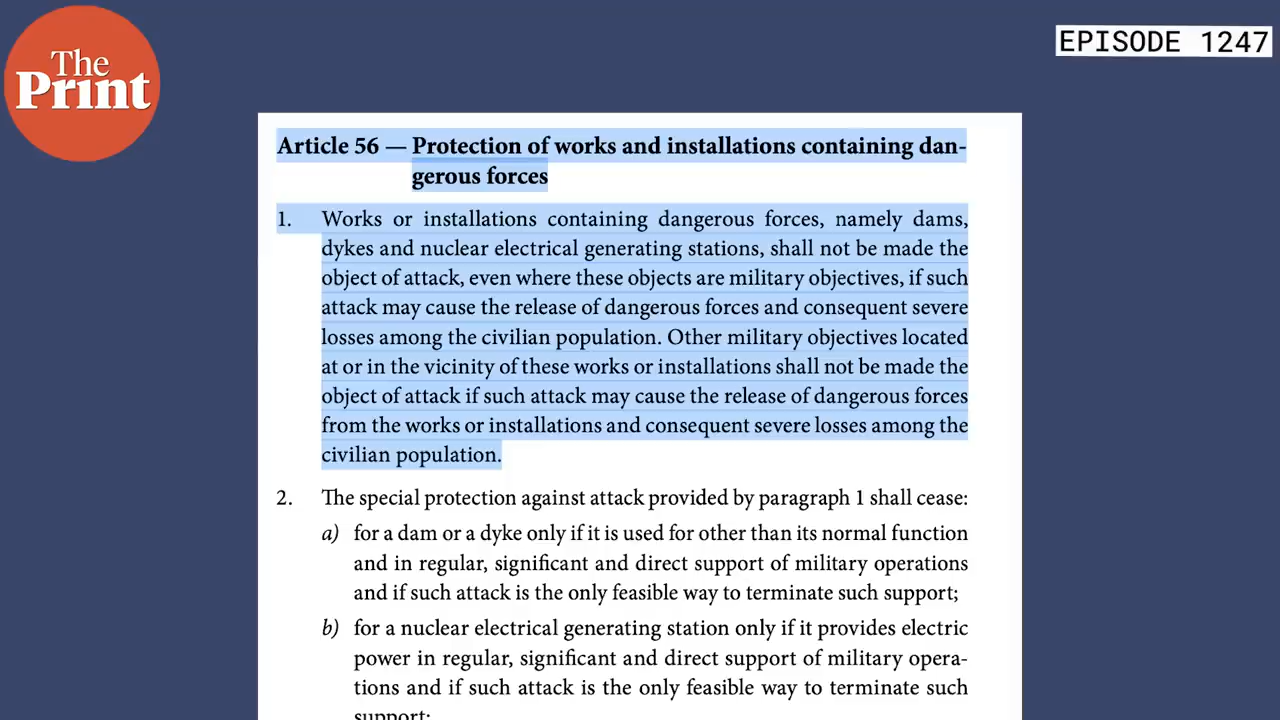 The
Print
EPISODE 1247
Article 56 — Protection of works and installations containing dan-
gerous forces
1. Works or installations containing dangerous forces, namely dams,
dykes and nuclear electrical generating stations, shall not be made the
object of attack, even where these objects are military objectives, if such
attack may cause the release of dangerous forces and consequent severe
losses among the civilian population. Other military objectives located
at or in the vicinity of these works or installations shall not be made the
object of attack if such attack may cause the release of dangerous forces
from the works or installations and consequent severe losses among the
civilian population.
2. The special protection against attack provided by paragraph 1 shall cease:
a) for a dam or a dyke only if it is used for other than its normal function
and in regular, significant and direct support of military operations
and if such attack is the only feasible way to terminate such support;
b) for a nuclear electrical generating station only if it provides electric
power in regular, significant and direct support of military opera-
tions and if such attack is the only feasible way to terminate such
support;